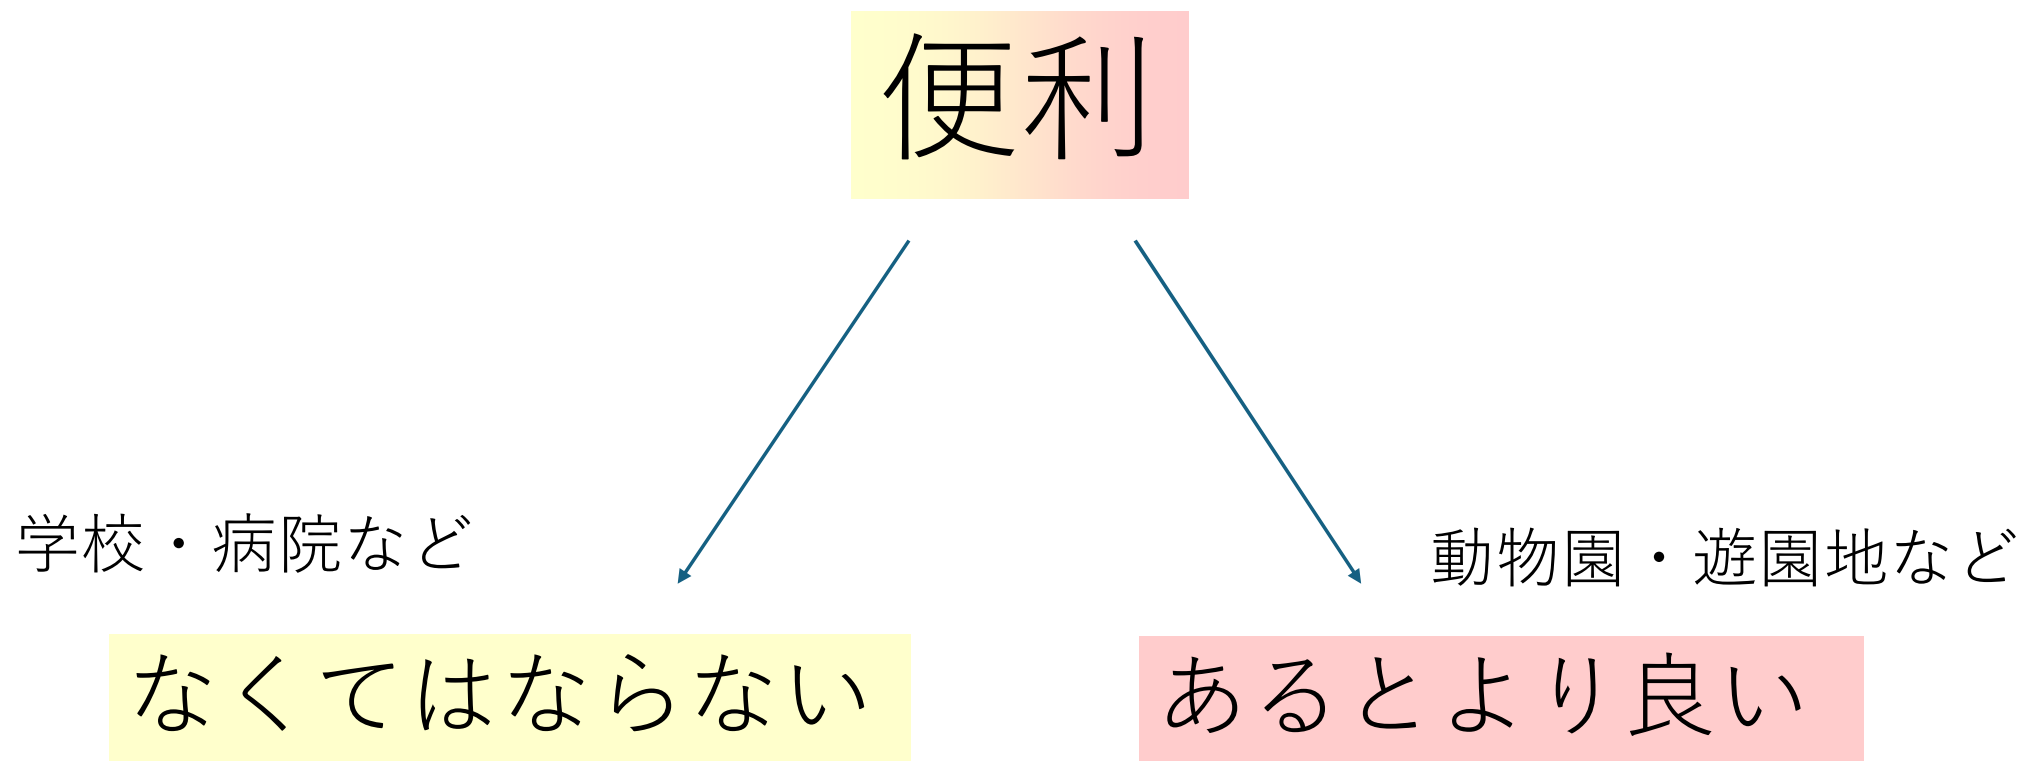 便利
学校・病院など
動物園・遊園地など
なくてはならない
あるとより良い